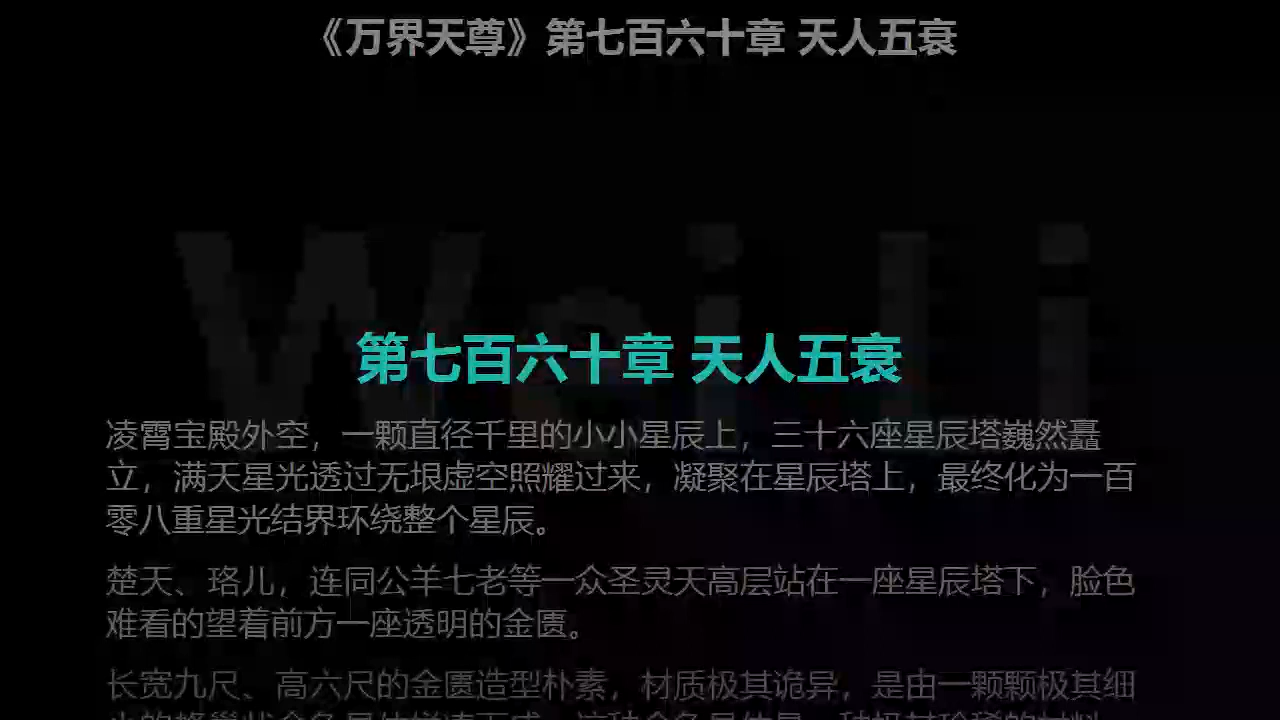 《万界天尊》第七百六十章 天人五衰
Wei Li
第七百六十章 天人五衰
凌霄宝殿外空，一颗直径千里的小小星辰上，三十六座星辰塔巍然矗
立，满天星光透过无垠虚空照耀过来，凝聚在星辰塔上，最终化为一百
零八重星光结界环绕整个星辰。
楚天、珞儿，连同公羊七老等一众圣灵天高层站在一座星辰塔下，脸色
难看的望着前方一座透明的金匮。
长宽九尺、高六尺的金匮造型朴素，材质极其诡异，是由一颗颗极其细